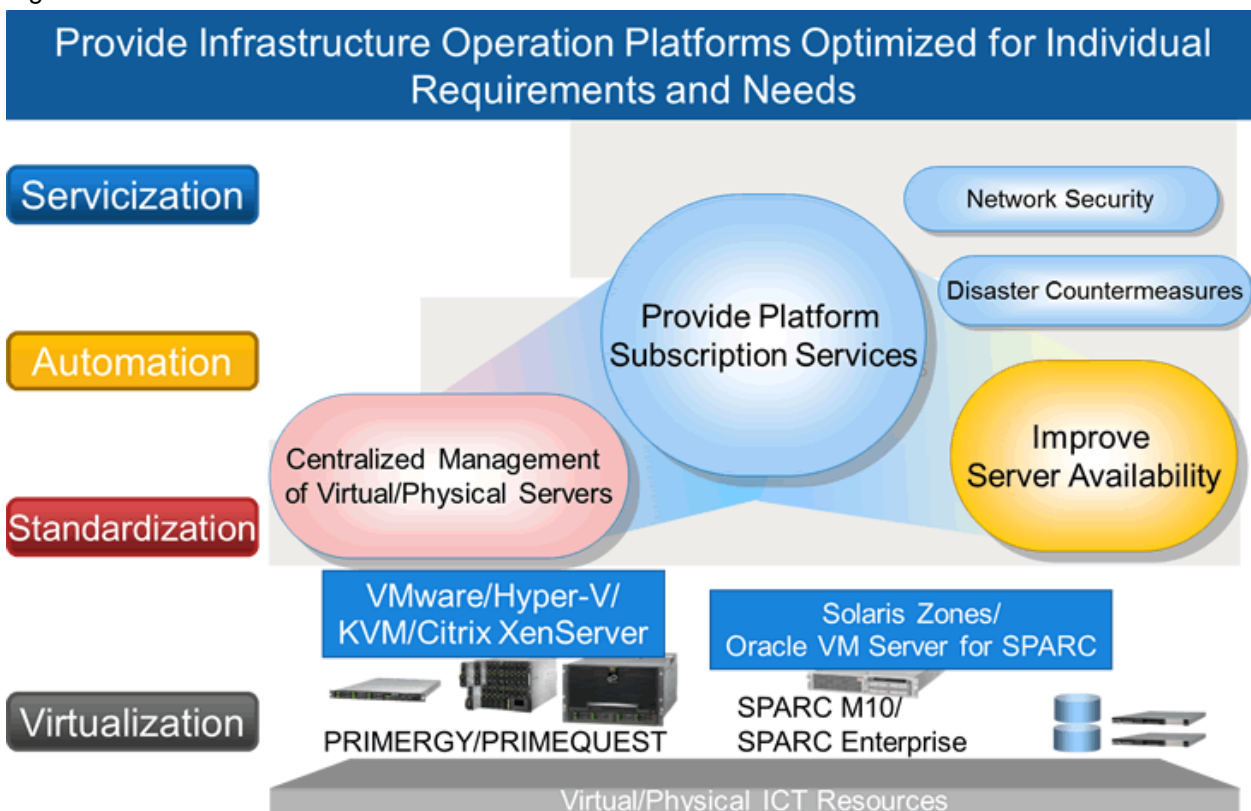 Provide Infrastructure Operation Platforms Optimized for Individual
Requirements and Needs
Servicization
Network Security
Disaster Countermeasures
Provide Platform
Subscription Services
Automation
Improve
Server Availability
Centralized Management
of Virtual/Physical Servers
Standardization
VMware/Hyper-V/
KVM/Citrix XenServer
Solaris Zones/
Oracle VM Server for SPARC
Virtualization
PRIMERGY/PRIMEQUEST
SPARC M10/
SPARC Enterprise
Virtual/Physical ICT Resources